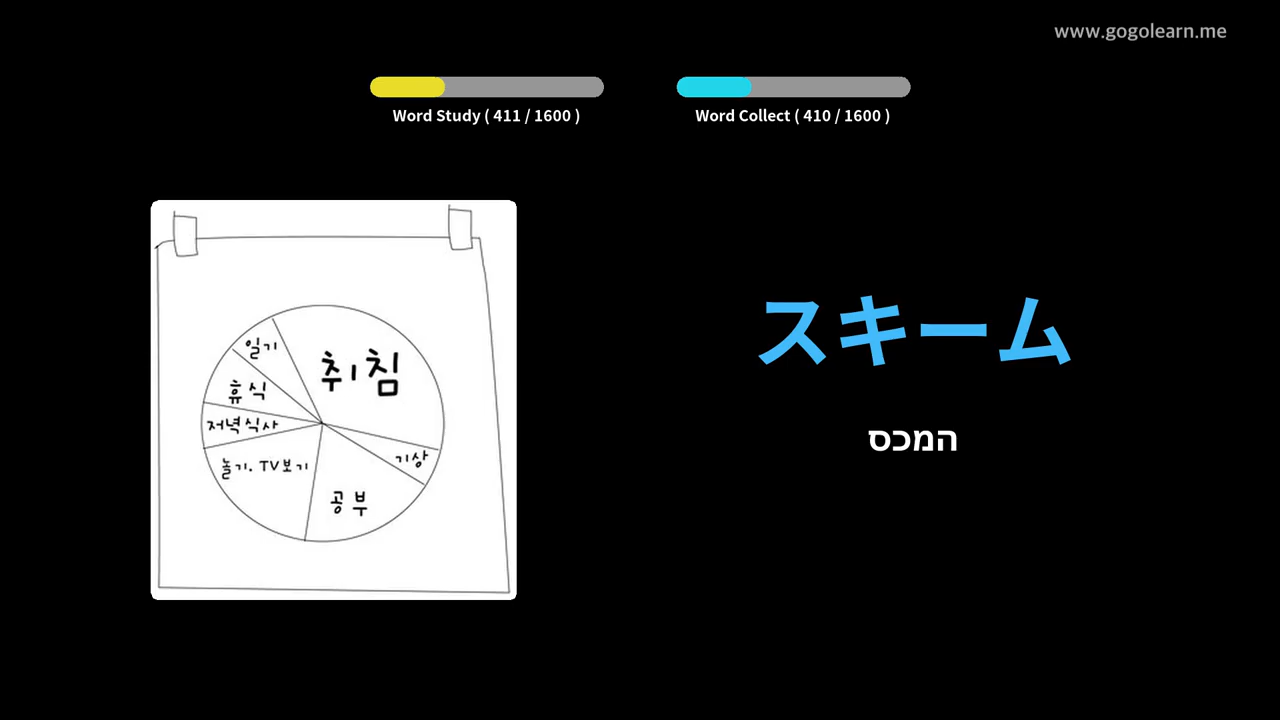 www.gogolearn.me
Word Study ( 411 / 1600 )
Word Collect ( 410 / 1600 )
일기
취침
휴식
저녁식사
놀기. TV보기
기상
공부
スキーム
המכס